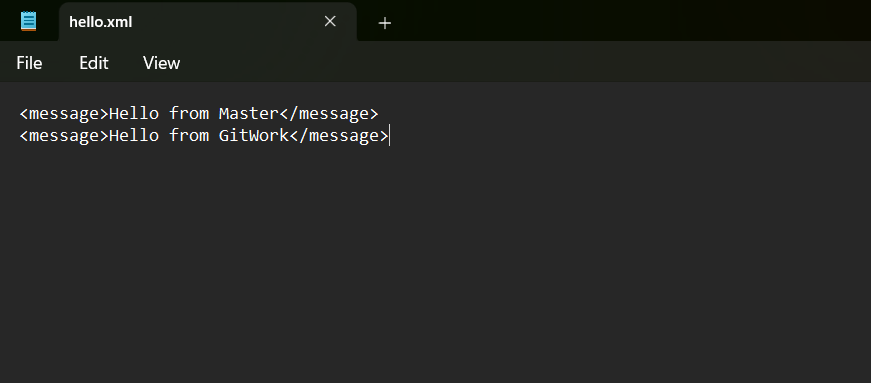 hello.xml
File Edit View
<message>Hello from Master</message>
<message>Hello from GitWork</message>